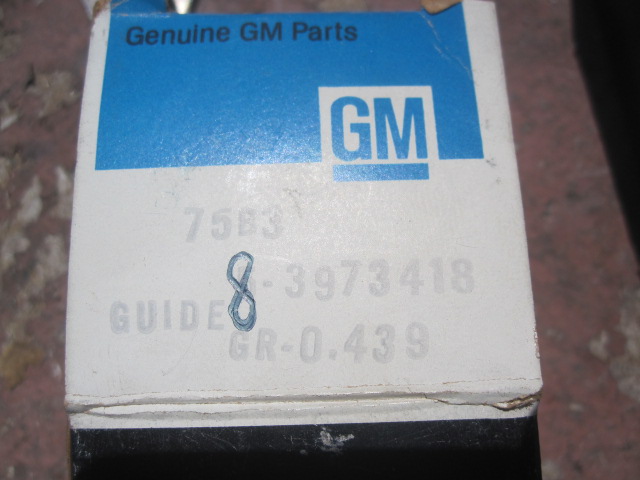 Genuine GM Parts
GM
75B3
8-3973418
GUIDE
GR-0.439